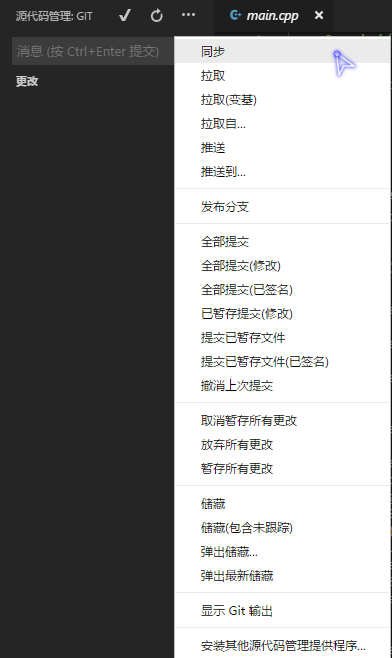 源代码管理: GIT
main.cpp
消息 (按 Ctrl+Enter 提交)
更改
同步
拉取
拉取(变基)
拉取自...
推送
推送到...
发布分支
全部提交
全部提交(修改)
全部提交(已签名)
已暂存提交(修改)
提交已暂存文件
提交已暂存文件(已签名)
撤消上次提交
取消暂存所有更改
放弃所有更改
暂存所有更改
储藏
储藏(包含未跟踪)
弹出储藏...
弹出最新储藏
显示 Git 输出
安装其他源代码管理提供程序...